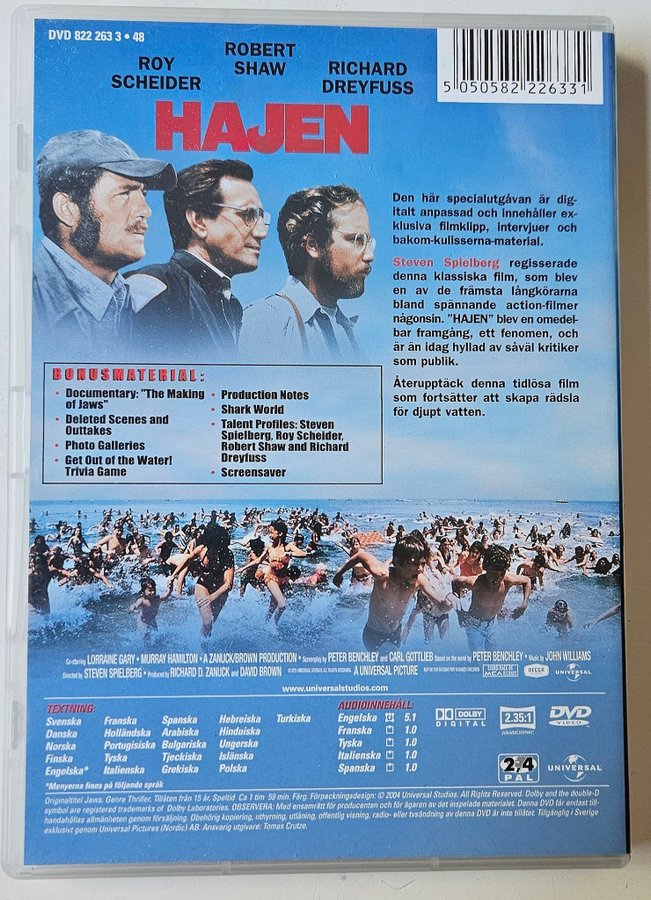 DVD 822 263 3 • 48
ROY
SCHEIDER
ROBERT
SHAW
RICHARD
DREYFUSS
5 050582 226331
HAJEN
Den här specialutgåvan är dig-
italt anpassad och innehåller ex-
klusiva filmklipp, intervjuer och
bakom-kulisserna-material.
Steven Spielberg regisserade
denna klassiska film, som blev
en av de främsta långkörarna
bland spännande action-filmer
någonsin. "HAJEN" blev en omedel-
bar framgång, ett fenomen, och
är än idag hyllad av såväl kritiker
som publik.
Återupptäck denna tidlösa film
som fortsätter att skapa rädsla
för djupt vatten.
BONUSMATERIAL:
• Documentary: "The Making
of Jaws"
• Deleted Scenes and
Outtakes
• Photo Galleries
• Get Out of the Water!
Trivia Game
• Production Notes
• Shark World
• Talent Profiles: Steven
Spielberg, Roy Scheider,
Robert Shaw and Richard
Dreyfuss
• Screensaver
Co-starring LORRAINE GARY • MURRAY HAMILTON • A ZANUCK/BROWN PRODUCTION • Screenplay by PETER BENCHLEY and CARL GOTTLIEB Based on the novel by PETER BENCHLEY • Music by JOHN WILLIAMS
Directed by STEVEN SPIELBERG • Produced by RICHARD D. ZANUCK and DAVID BROWN A UNIVERSAL PICTURE MCA DECCA UNIVERSAL
www.universalstudios.com
TEXTNING:
Svenska Franska Spanska Hebreiska Turkiska
Danska Holländska Arabiska Hinduiska
Norska Portugisiska Bulgariska Ungerska
Finska Tyska Tjeckiska Isländska
Engelska* Italienska Grekiska Polska
*Menyerna finns på följande språk
AUDIOINNEHÅLL:
Engelska 5.1
Franska 1.0
Tyska 1.0
Italienska 1.0
Spanska 1.0
DOLBY
DIGITAL
2.35:1
ANAMORPHIC
DVD
VIDEO
2,4
PAL
UNIVERSAL
Originaltitel Jaws. Genre Thriller. Tillåten från 15 år. Speltid Ca 1 tim 59 min. Färg. Förpackningsdesign: © 2004 Universal Studios. All Rights Reserved. Dolby and the double-D
symbol are registered trademarks of Dolby Laboratories. OBSERVERA: Med ensamrätt för producenten och för ägaren av det inspelade materialet. Denna DVD får endast till-
handahållas allmänheten genom försäljning. Obehörig kopiering, uthyrning, utlåning, offentlig visning, radio- eller tvvisning av denna DVD är inte tillåtet. Tillgänglig i Sverige
exklusivt genom Universal Pictures (Nordic) AB. Ansvarig utgivare: Tomas Crutze.